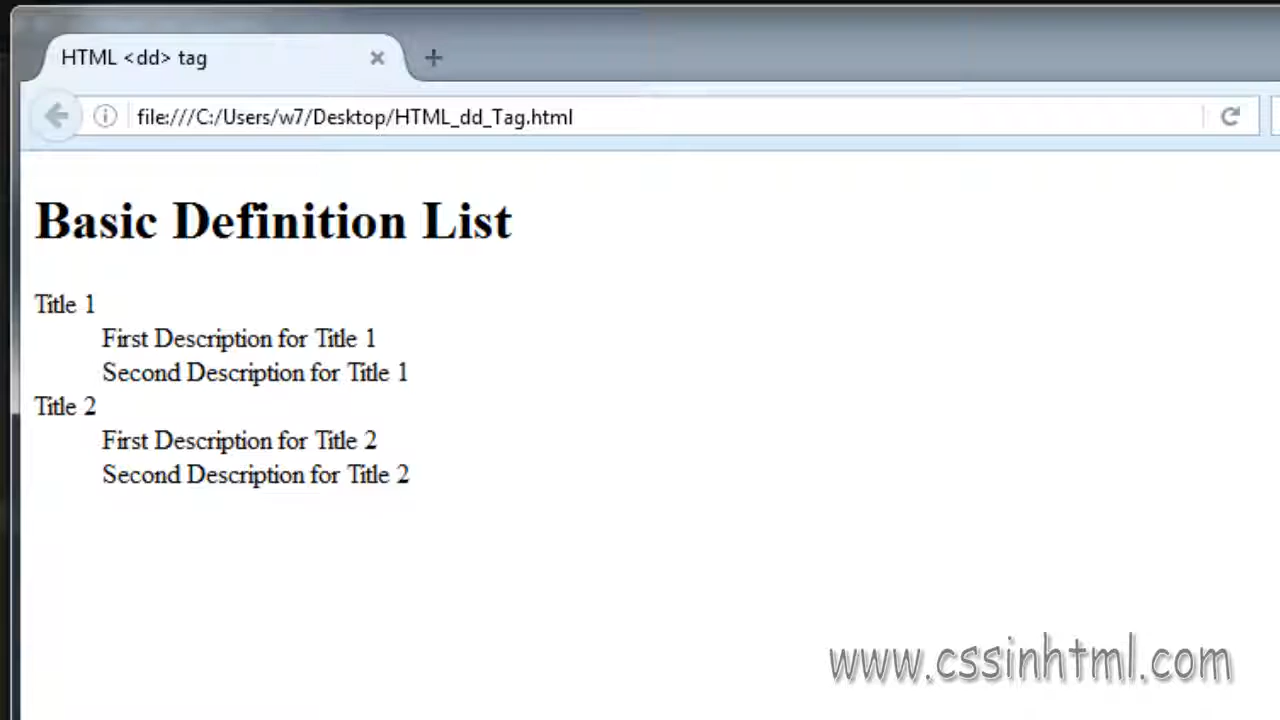 HTML <dd> tag
file:///C:/Users/w7/Desktop/HTML_dd_Tag.html
Basic Definition List
Title 1
First Description for Title 1
Second Description for Title 1
Title 2
First Description for Title 2
Second Description for Title 2
www.cssinhtml.com